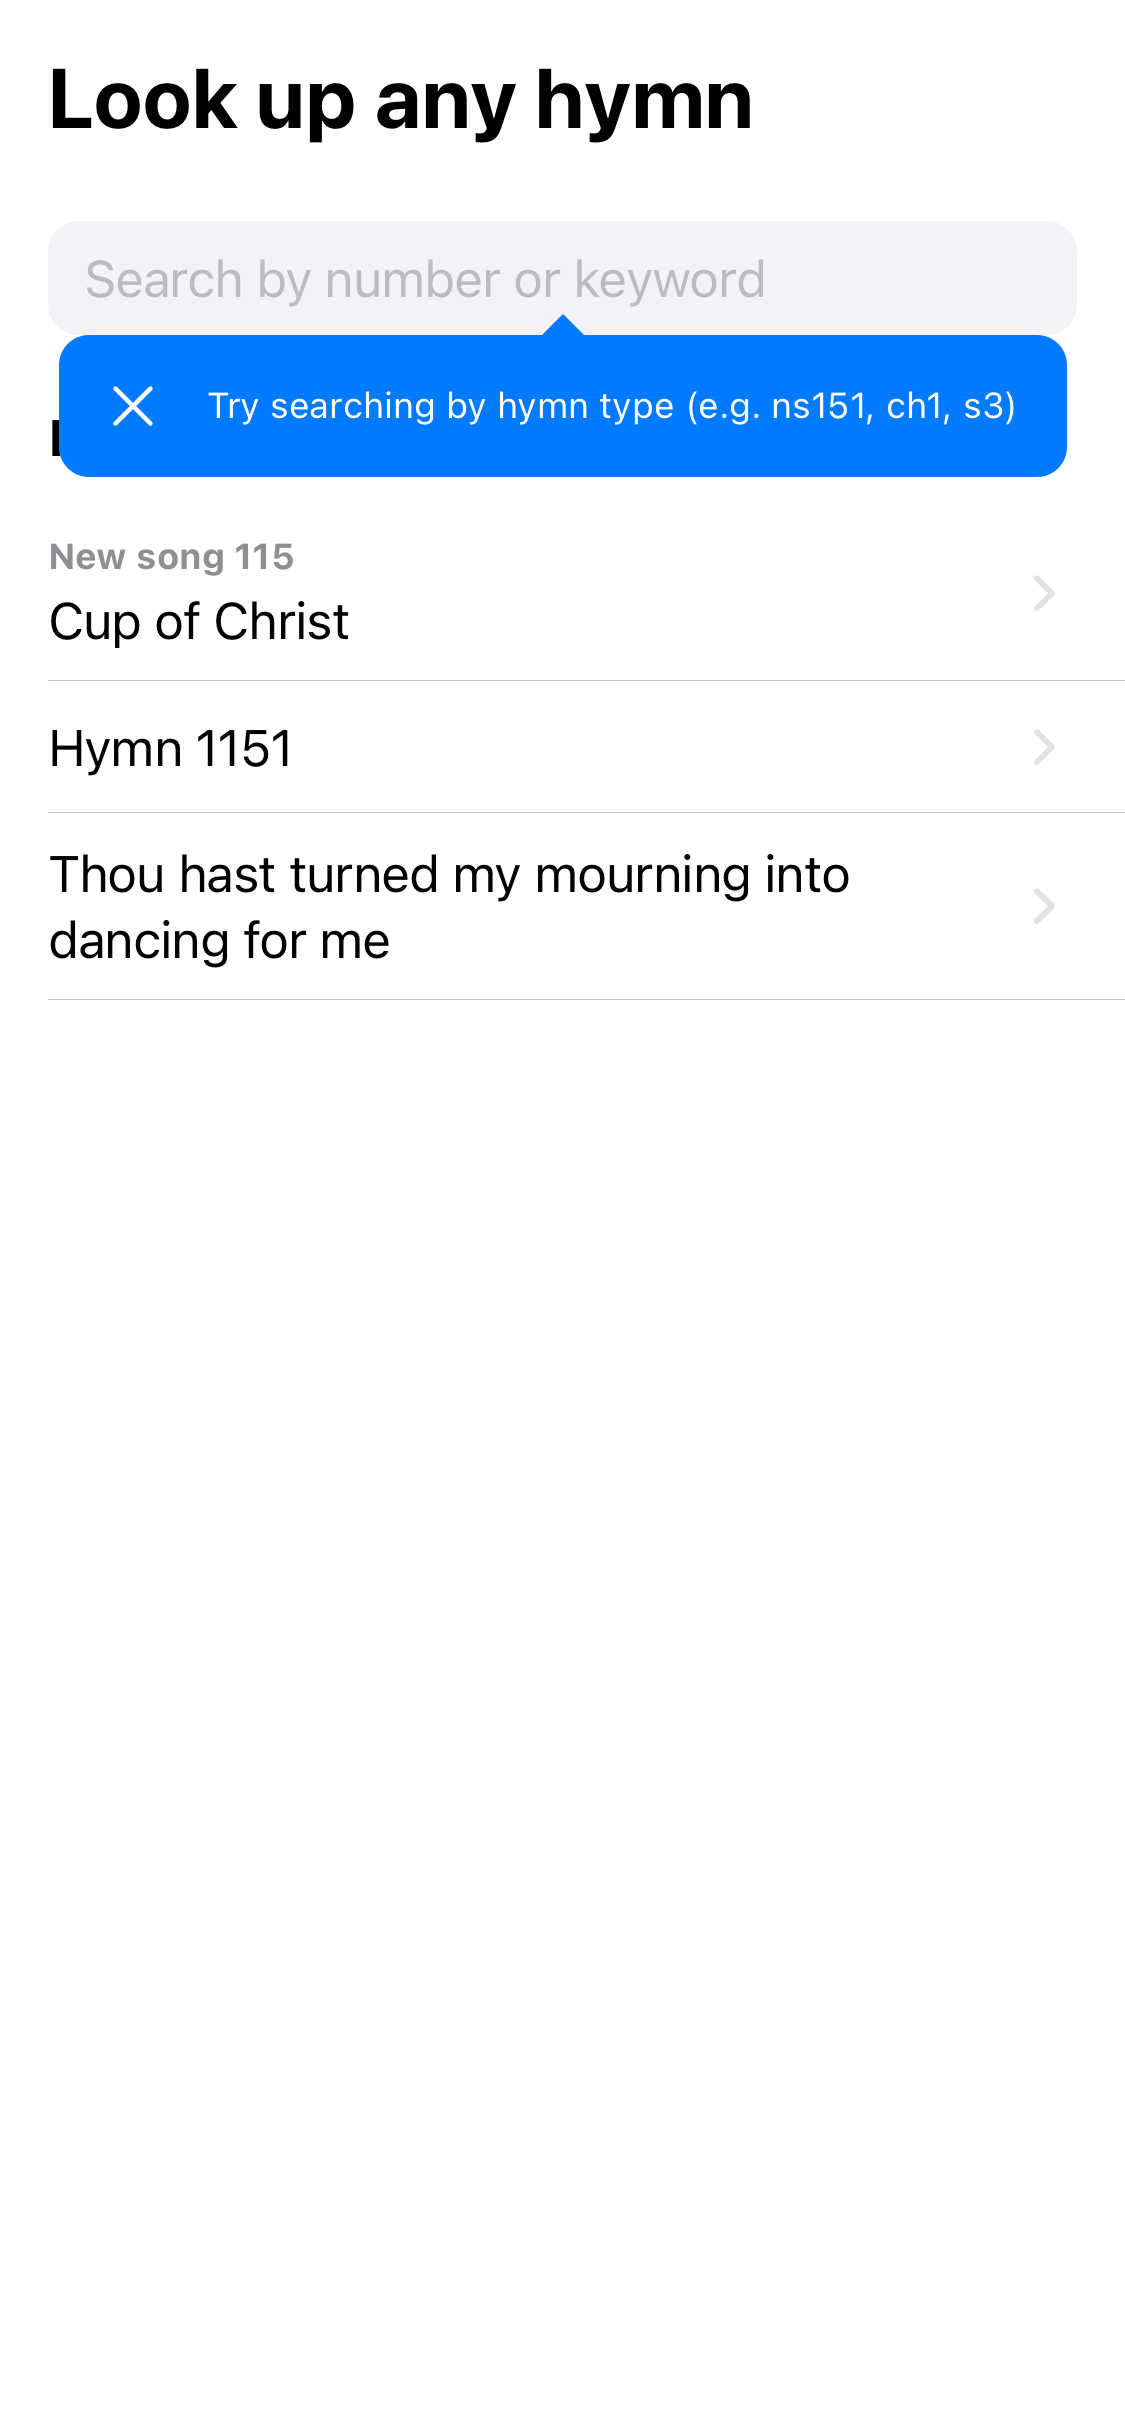 Look up any hymn
Search by number or keyword
Try searching by hymn type (e.g. ns151, ch1, s3)
New song 115
Cup of Christ
Hymn 1151
Thou hast turned my mourning into
dancing for me